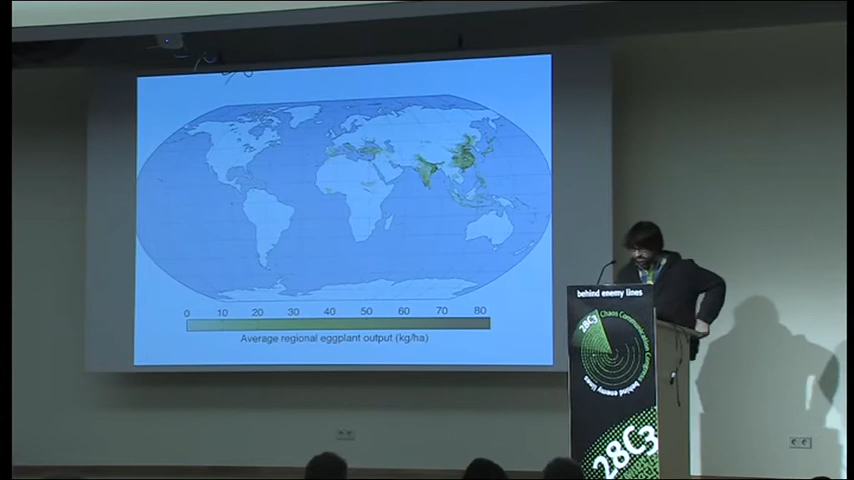 0 10 20 30 40 50 60 70 80
Average regional eggplant output (kg/ha)
behind enemy lines
28C3
Chaos Communication Congress
behind enemy lines
28C3